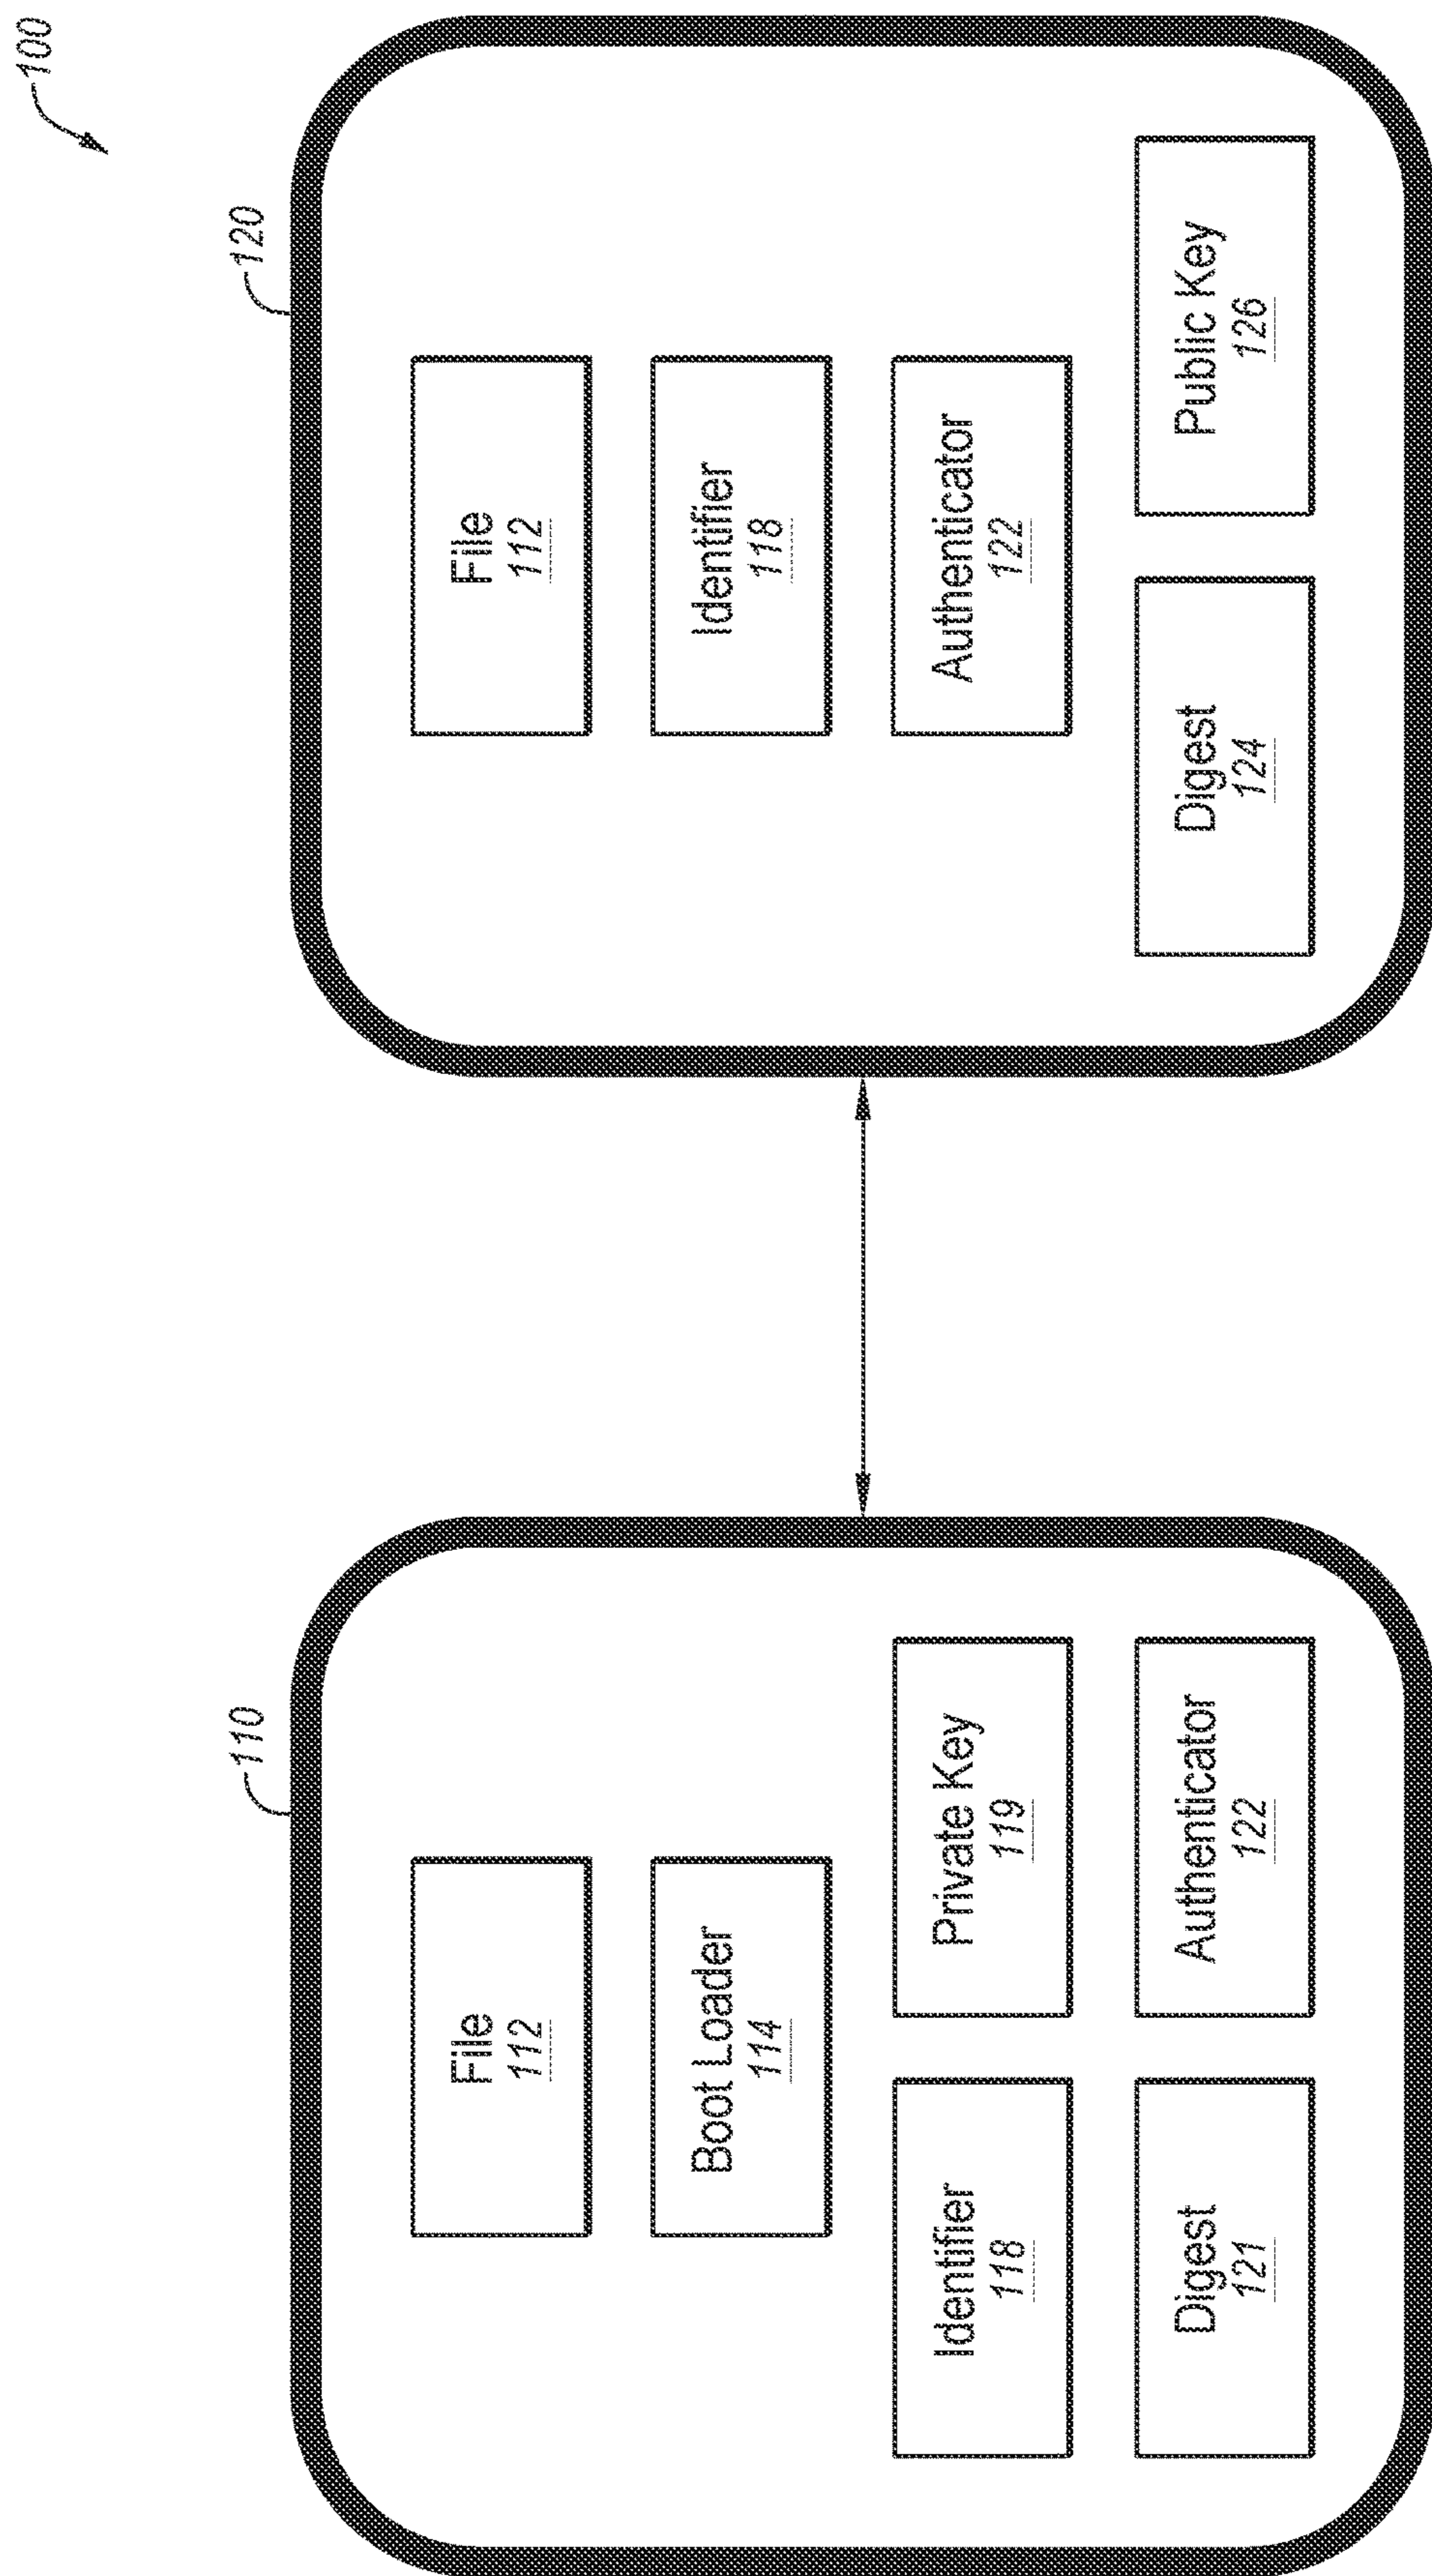 100
110
File
112
Boot Loader
114
Identifier
118
Private Key
119
Digest
121
Authenticator
122
120
File
112
Identifier
118
Authenticator
122
Digest
124
Public Key
126